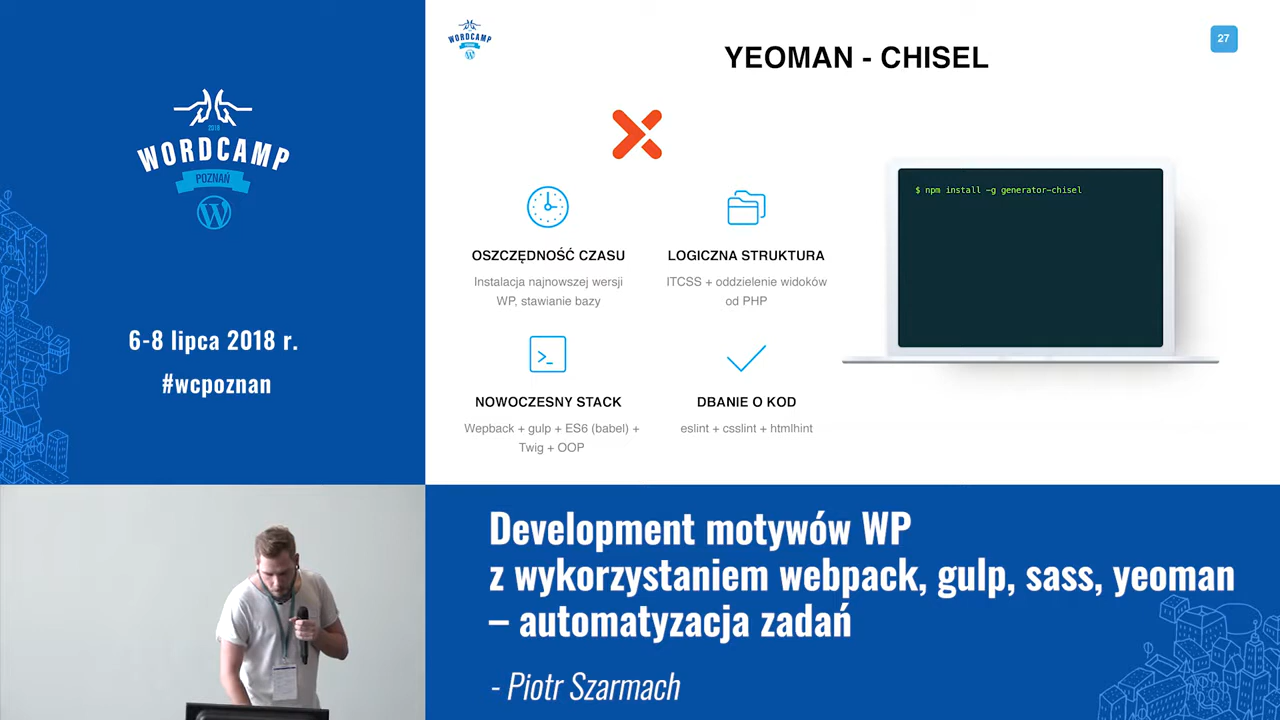 2018
WORDCAMP
POZNAŃ
6-8 lipca 2018 r.
#wcpoznan
WORDCAMP
27
YEOMAN - CHISEL
OSZCZĘDNOŚĆ CZASU
Instalacja najnowszej wersji
WP, stawianie bazy
LOGICZNA STRUKTURA
ITCSS + oddzielenie widoków
od PHP
NOWOCZESNY STACK
Wepback + gulp + ES6 (babel) +
Twig + OOP
DBANIE O KOD
eslint + csslint + htmlhint
$ npm install -g generator-chisel
Development motywów WP
z wykorzystaniem webpack, gulp, sass, yeoman
– automatyzacja zadań
- Piotr Szarmach